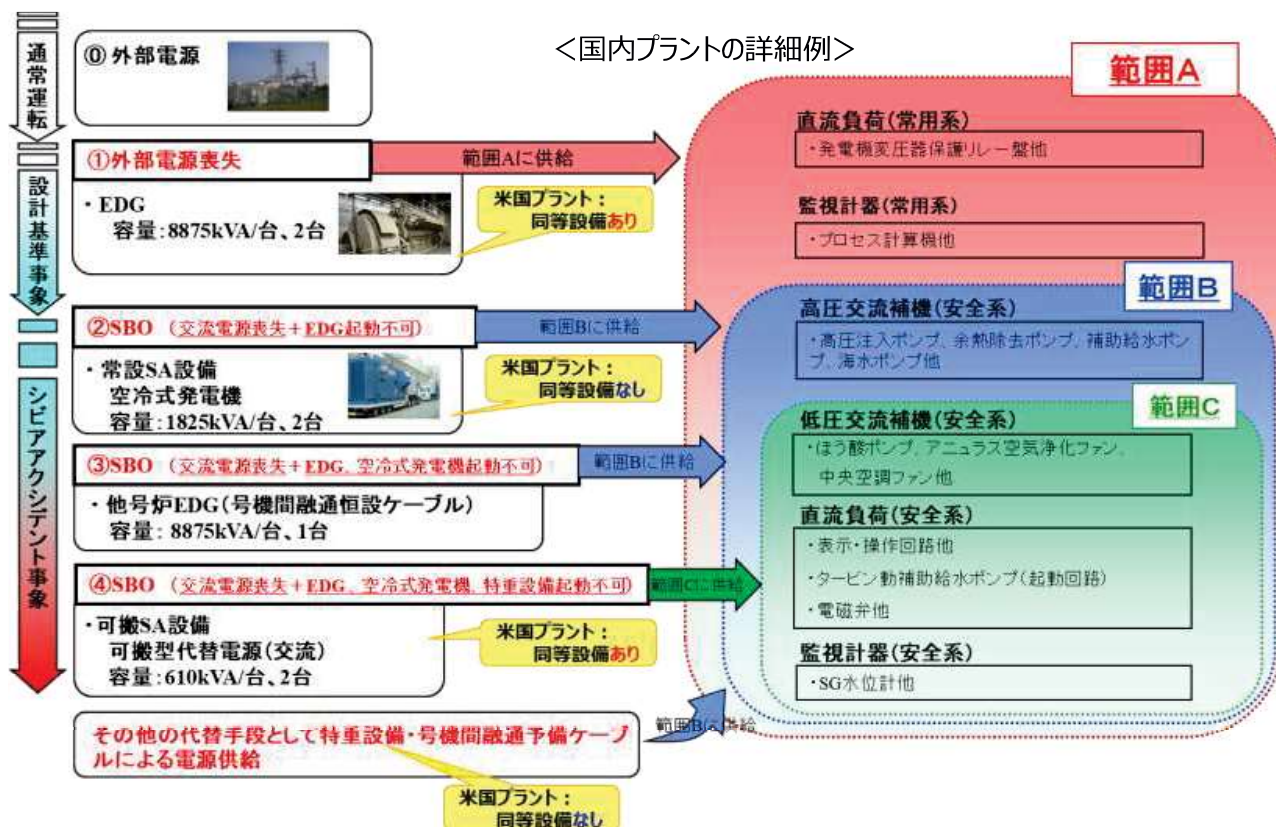 ＜国内プラントの詳細例＞
通常運転
設計基準事象
シビアアクシデント事象
⓪外部電源
①外部電源喪失
・EDG
容量：8875kVA/台、2台
範囲Aに供給
米国プラント：
同等設備あり
②SBO （交流電源喪失＋EDG起動不可）
・常設SA設備
空冷式発電機
容量：1825kVA/台、2台
範囲Bに供給
米国プラント：
同等設備なし
③SBO （交流電源喪失＋EDG、空冷式発電機起動不可）
・他号炉EDG（号機間融通恒設ケーブル）
容量：8875kVA/台、1台
範囲Bに供給
④SBO （交流電源喪失＋EDG、空冷式発電機、特重設備起動不可）
・可搬SA設備
可搬型代替電源（交流）
容量：610kVA/台、2台
範囲Cに供給
米国プラント：
同等設備あり
その他の代替手段として特重設備・号機間融通予備ケーブ
ルによる電源供給
範囲Bに供給
米国プラント：
同等設備なし
範囲A
直流負荷（常用系）
・発電機変圧器保護リレー盤他
監視計器（常用系）
・プロセス計算機他
範囲B
高圧交流補機（安全系）
・高圧注入ポンプ、余熱除去ポンプ、補助給水ポン
プ、海水ポンプ他
範囲C
低圧交流補機（安全系）
・ほう酸ポンプ、アニュラス空気浄化ファン、
中央空調ファン他
直流負荷（安全系）
・表示・操作回路他
・タービン動補助給水ポンプ（起動回路）
・電磁弁他
監視計器（安全系）
・SG水位計他